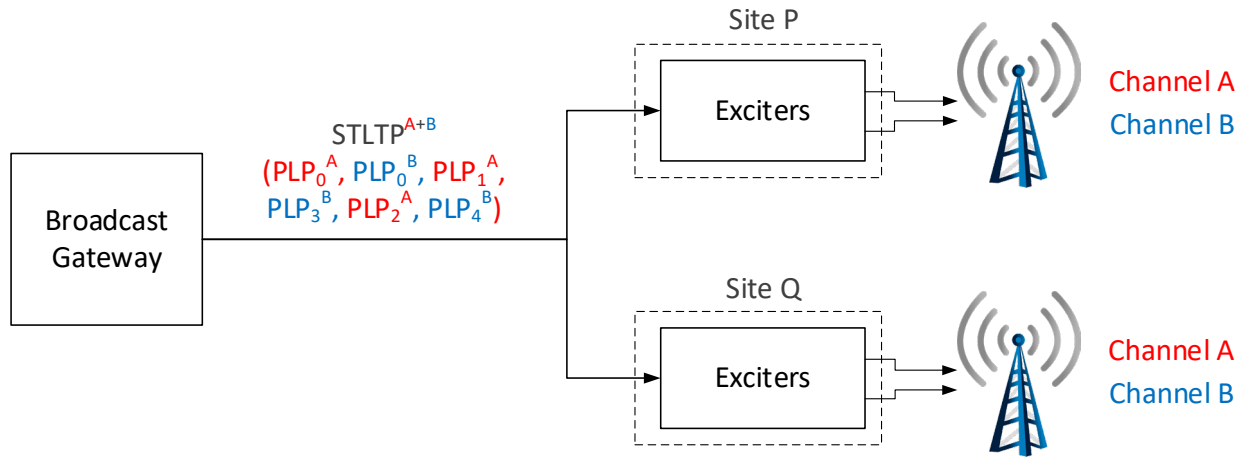 Site P
Exciters
Channel A
Channel B
STLTP^A+B
(PLP₀^A, PLP₀^B, PLP₁^A,
PLP₃^B, PLP₂^A, PLP₄^B)
Broadcast
Gateway
Site Q
Exciters
Channel A
Channel B